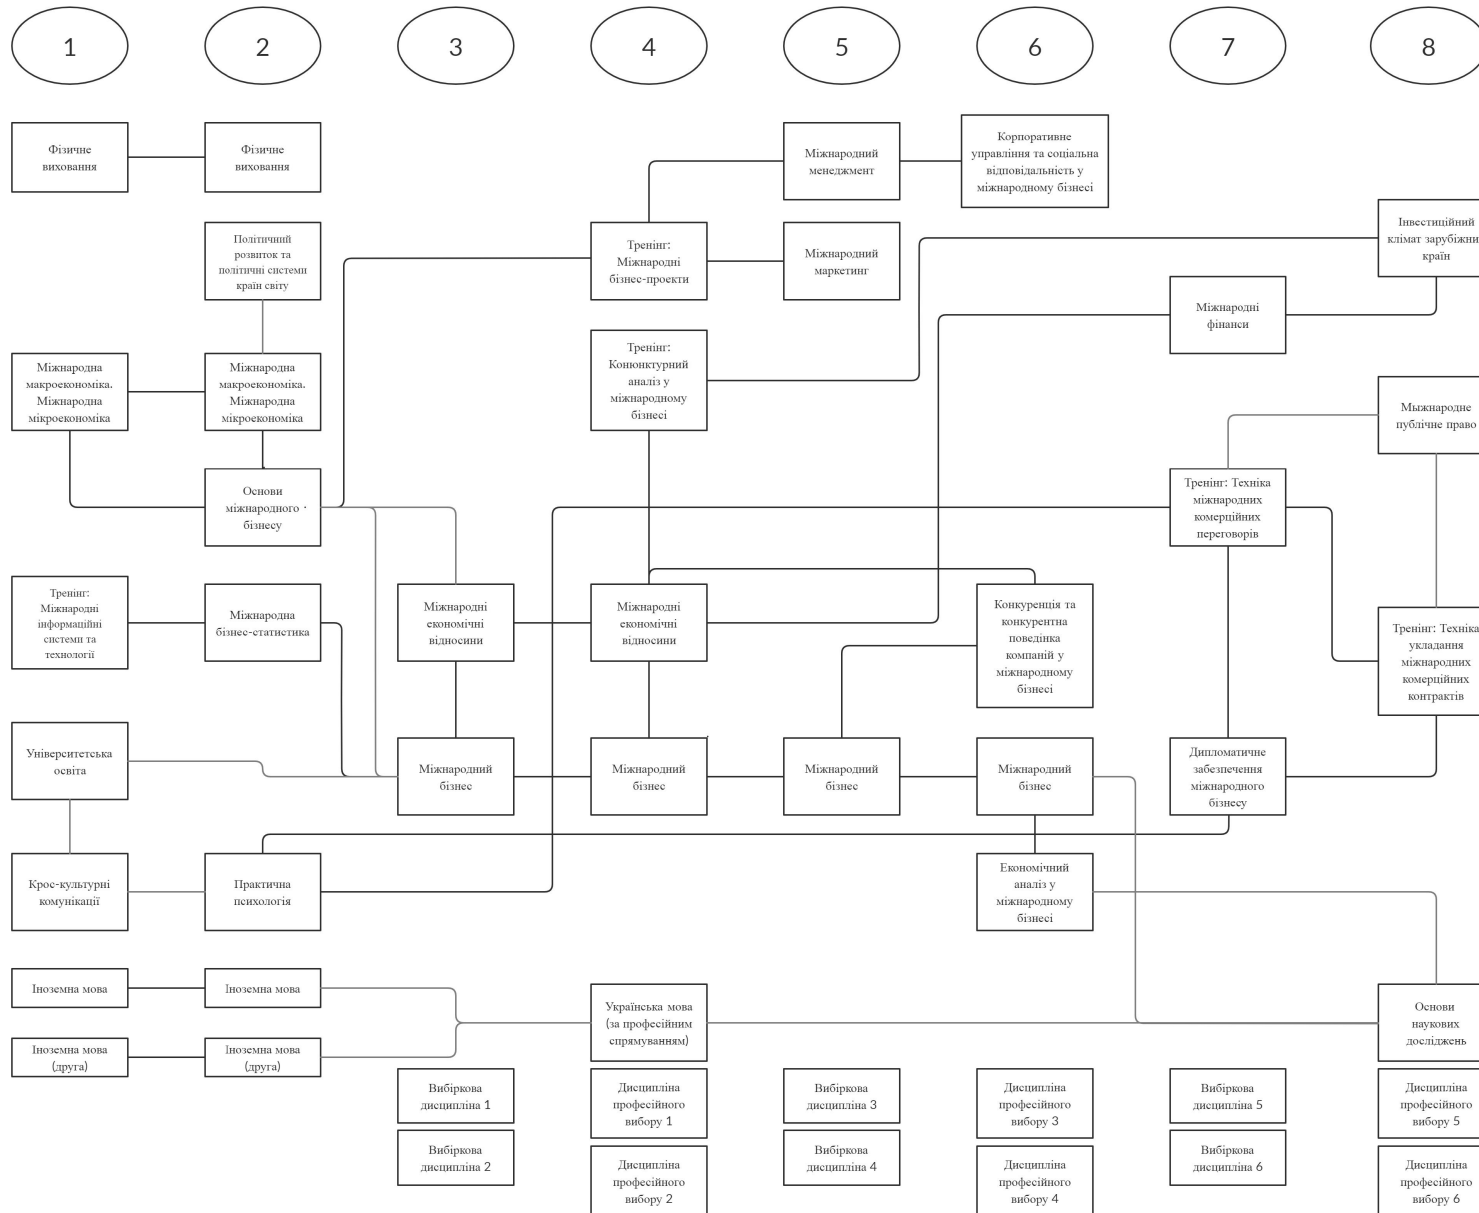 1
2
3
4
5
6
7
8
Фізичне
виховання
Фізичне
виховання
Міжнародний
менеджмент
Корпоративне
управління та соціальна
відповідальність у
міжнародному бізнесі
Політичний
розвиток та
політичні системи
країн світу
Тренінг:
Міжнародні
бізнес-проекти
Міжнародний
маркетинг
Інвестиційний
клімат
країн
Міжнародні
фінанси
Міжнародна
макроекономіка.
Міжнародна
мікроекономіка
Міжнародна
макроекономіка.
Міжнародна
мікроекономіка
Тренінг:
Конюнктурний
аналіз у
міжнародному
бізнесі
Мыжнародне
публічне право
Основи
міжнародного
бізнесу
Тренінг: Техніка
міжнародних
комерційних
переговорів
Тренінг:
Міжнародні
інформаційні
системи та
технології
Міжнародна
бізнес-статистика
Міжнародні
економічні
відносини
Міжнародні
економічні
відносини
Конкуренція та
конкурентна
поведінка
компаній у
міжнародному
бізнесі
Тренінг: Техніка
укладання
міжнародних
комерційних
контрактів
Університетська
освіта
Міжнародний
бізнес
Міжнародний
бізнес
Міжнародний
бізнес
Міжнародний
бізнес
Дипломатичне
забезпечення
міжнародного
бізнесу
Крос-культурні
комунікації
Практична
психологія
Економічний
аналіз у
міжнародному
бізнесі
Іноземна мова
Іноземна мова
Українська мова
(за професійним
спрямуванням)
Основи
наукових
досліджень
Іноземна мова
(друга)
Іноземна мова
(друга)
Вибіркова
дисципліна 1
Дисципліна
професійного
вибору 1
Вибіркова
дисципліна 3
Дисципліна
професійного
вибору 3
Вибіркова
дисципліна 5
Дисципліна
професійного
вибору 5
Вибіркова
дисципліна 2
Дисципліна
професійного
вибору 2
Вибіркова
дисципліна 4
Дисципліна
професійного
вибору 4
Вибіркова
дисципліна 6
Дисципліна
професійного
вибору 6